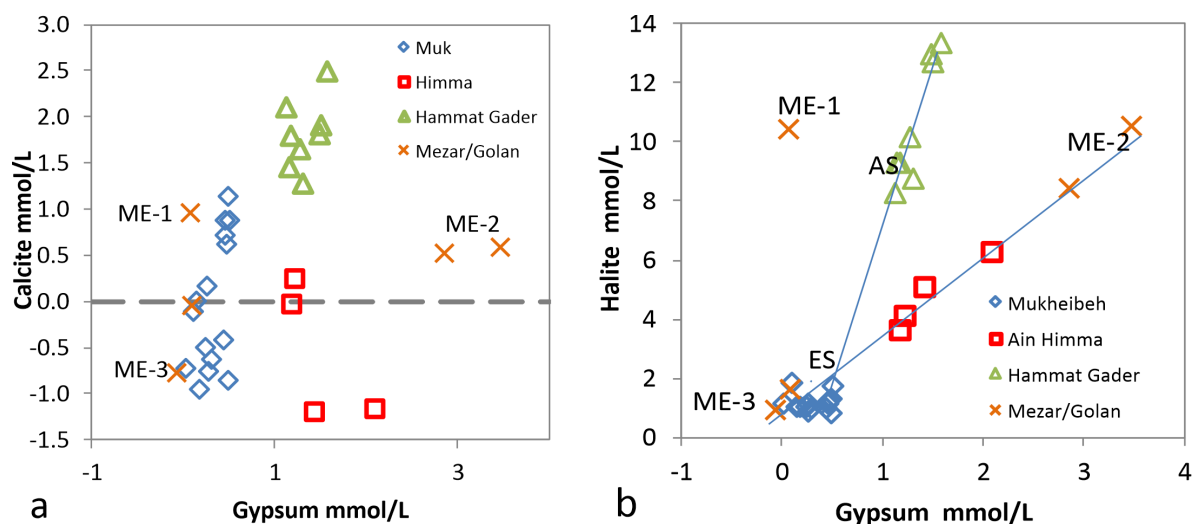 3.0
2.5
2.0
1.5
1.0
0.5
0.0
-0.5
-1.0
-1.5
Calcite mmol/L
Muk
Himma
Hammat Gader
Mezar/Golan
ME-1
ME-2
ME-3
-1
1
3
Gypsum mmol/L
a
14
12
10
8
6
4
2
0
Halite mmol/L
ME-1
ME-2
AS
ES
ME-3
Mukheibeh
Ain Himma
Hammat Gader
Mezar/Golan
-1
0
1
2
3
4
Gypsum mmol/L
b